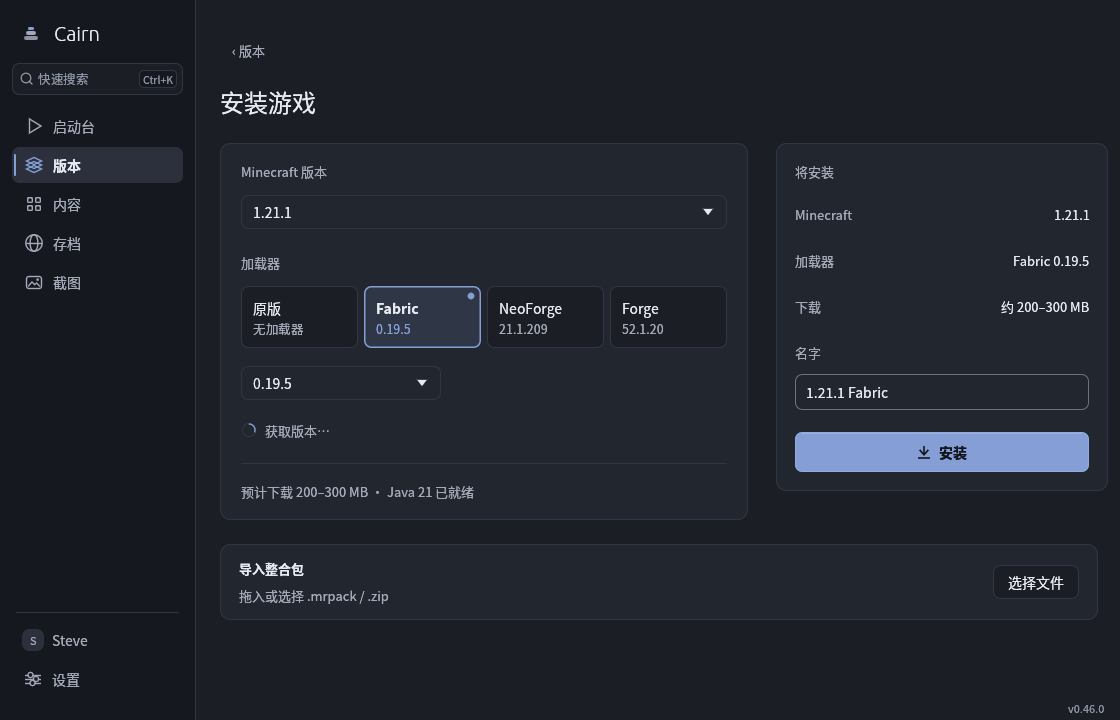 Cairn
快速搜索 Ctrl+K
启动台
版本
内容
存档
截图
Steve
S
设置
‹ 版本
安装游戏
Minecraft 版本
1.21.1
加载器
原版
无加载器
Fabric
0.19.5
NeoForge
21.1.209
Forge
52.1.20
0.19.5
获取版本…
预计下载 200–300 MB • Java 21 已就绪
将安装
Minecraft 1.21.1
加载器 Fabric 0.19.5
下载 约 200–300 MB
名字
1.21.1 Fabric
安装
导入整合包
拖入或选择 .mrpack / .zip
选择文件
v0.46.0